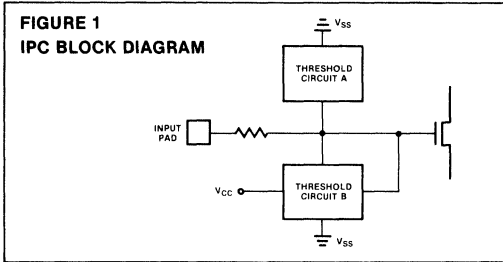 FIGURE 1
IPC BLOCK DIAGRAM
VSS
THRESHOLD
CIRCUIT A
INPUT
PAD
VCC
THRESHOLD
CIRCUIT B
VSS